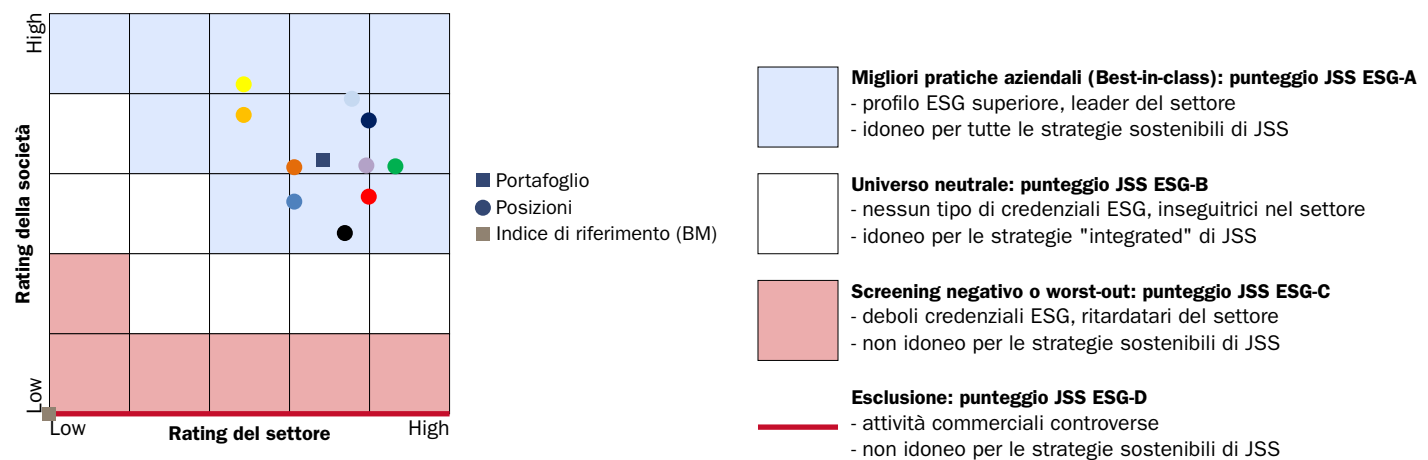 High
Rating della società
Low
Low
Rating del settore
High
Portafoglio
Posizioni
Indice di riferimento (BM)
Migliori pratiche aziendali (Best-in-class): punteggio JSS ESG-A
- profilo ESG superiore, leader del settore
- idoneo per tutte le strategie sostenibili di JSS
Universo neutrale: punteggio JSS ESG-B
- nessun tipo di credenziali ESG, inseguitrici nel settore
- idoneo per le strategie "integrated" di JSS
Screening negativo o worst-out: punteggio JSS ESG-C
- deboli credenziali ESG, ritardatari del settore
- non idoneo per le strategie sostenibili di JSS
Esclusione: punteggio JSS ESG-D
- attività commerciali controverse
- non idoneo per le strategie sostenibili di JSS